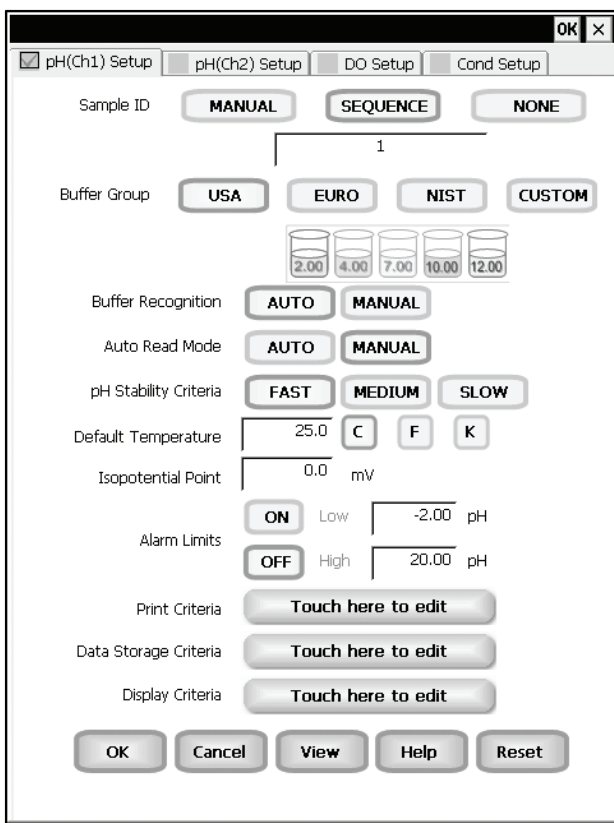 OK ×
pH(Ch1) Setup pH(Ch2) Setup DO Setup Cond Setup
Sample ID MANUAL SEQUENCE NONE
1
Buffer Group USA EURO NIST CUSTOM
2.00 4.00 7.00 10.00 12.00
Buffer Recognition AUTO MANUAL
Auto Read Mode AUTO MANUAL
pH Stability Criteria FAST MEDIUM SLOW
Default Temperature 25.0 C F K
Isopotential Point 0.0 mV
Alarm Limits
ON Low -2.00 pH
OFF High 20.00 pH
Print Criteria Touch here to edit
Data Storage Criteria Touch here to edit
Display Criteria Touch here to edit
OK Cancel View Help Reset